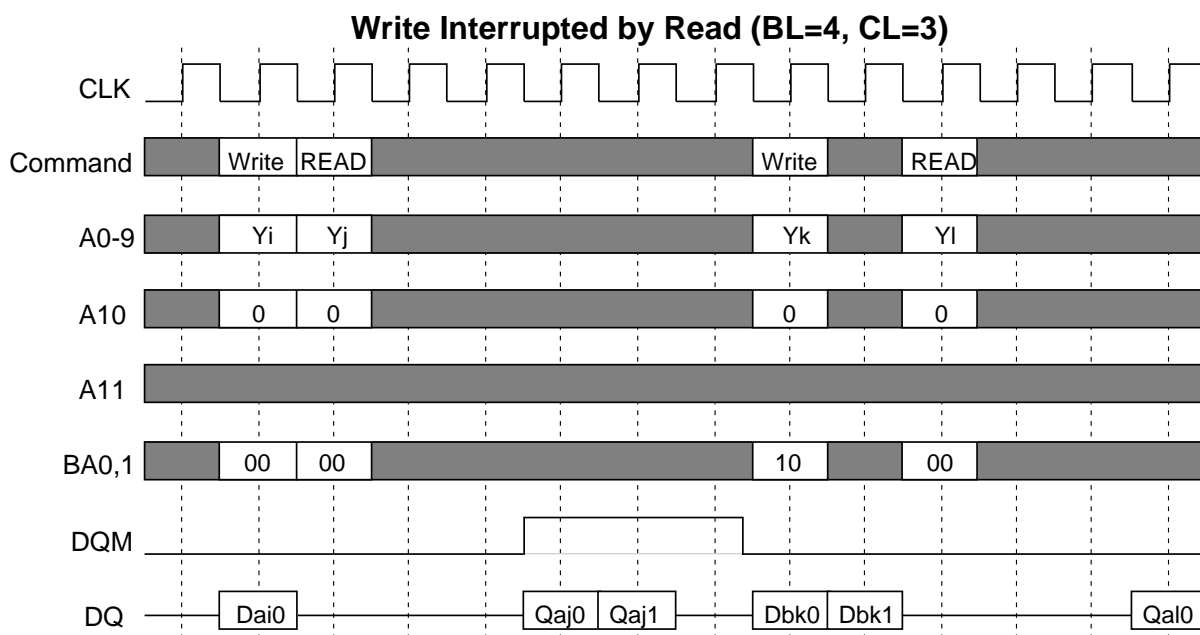 Write Interrupted by Read (BL=4, CL=3)
CLK
Command Write READ Write READ
A0-9 Yi Yj Yk Yl
A10 0 0 0 0
A11
BA0,1 00 00 10 00
DQM
DQ Dai0 Qaj0 Qaj1 Dbk0 Dbk1 Qal0